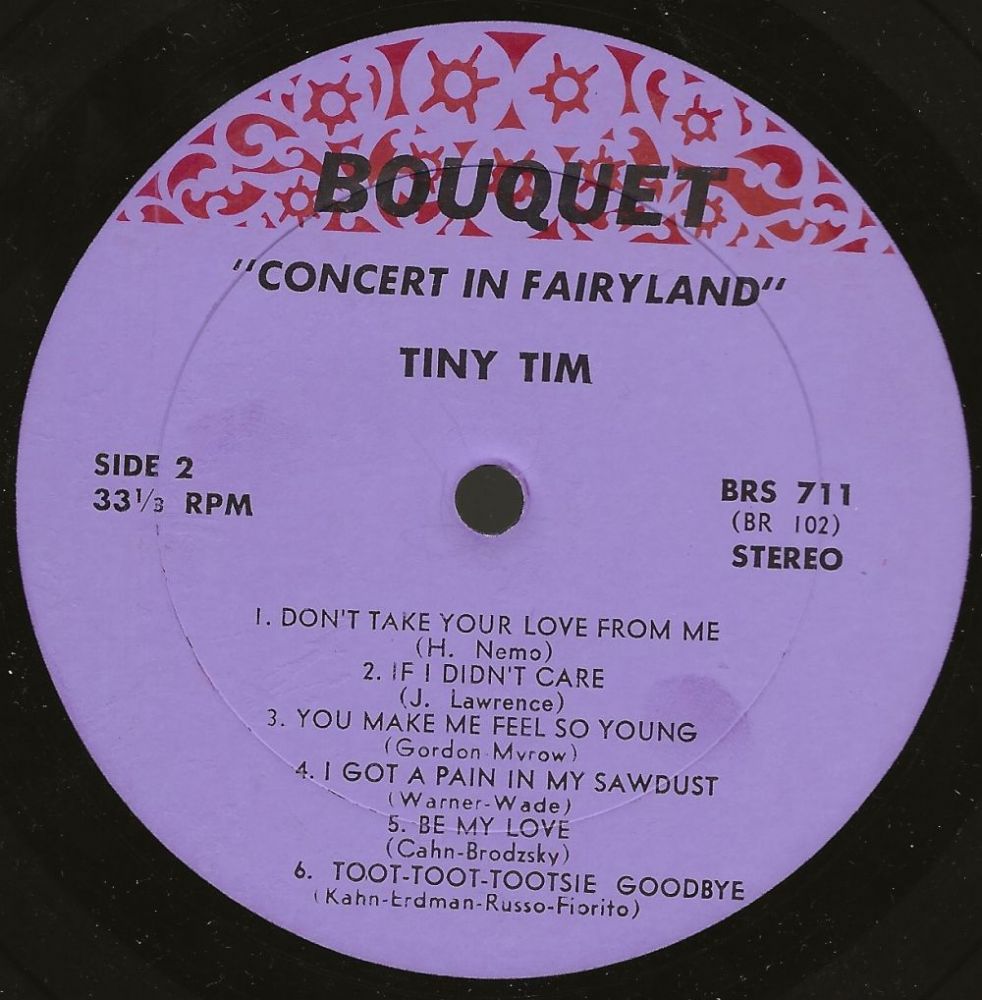 BOUQUET
"CONCERT IN FAIRYLAND"
TINY TIM
SIDE 2
33 1/3 RPM
BRS 711
(BR 102)
STEREO
1. DON'T TAKE YOUR LOVE FROM ME
(H. Nemo)
2. IF I DIDN'T CARE
(J. Lawrence)
3. YOU MAKE ME FEEL SO YOUNG
(Gordon-Myrow)
4. I GOT A PAIN IN MY SAWDUST
(Warner-Wade)
5. BE MY LOVE
(Cahn-Brodzsky)
6. TOOT-TOOT-TOOTSIE GOODBYE
(Kahn-Erdman-Russo-Fiorito)